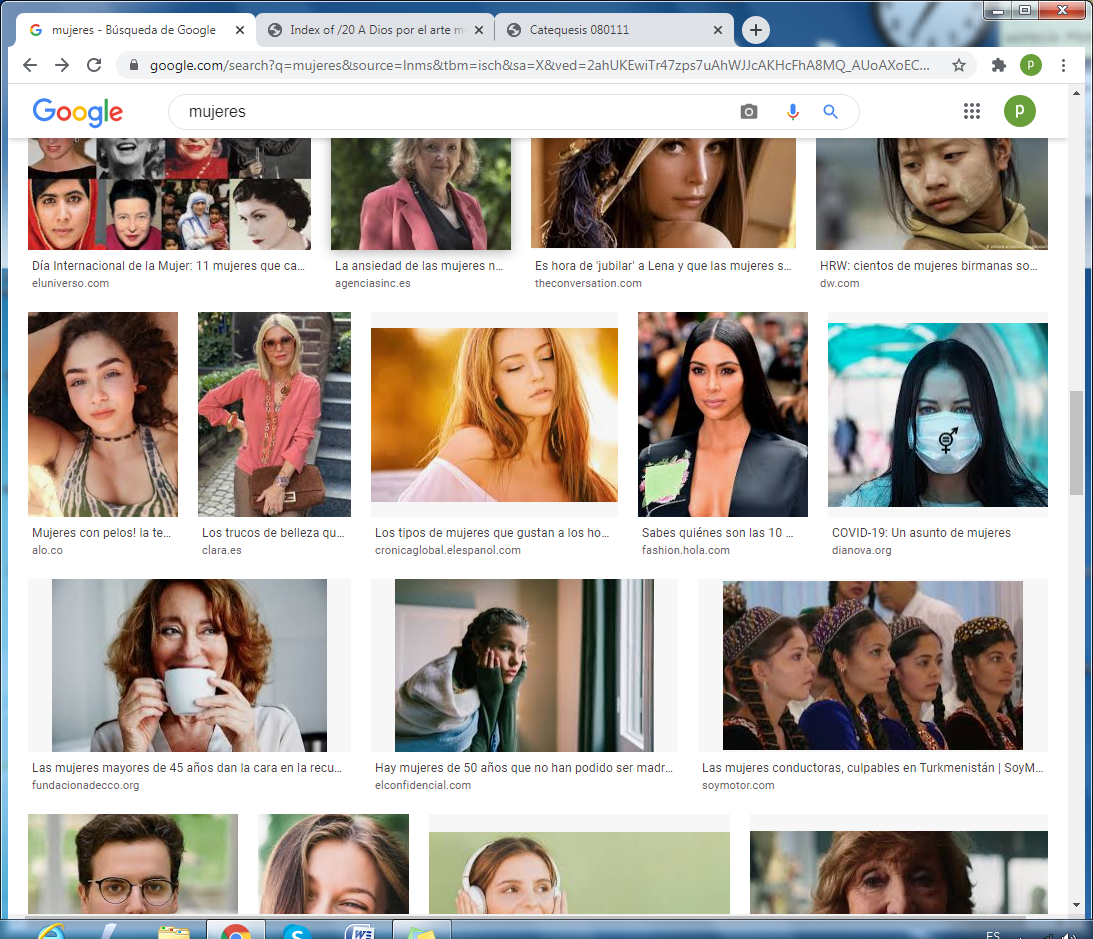 mujeres - Búsqueda de Google
Index of /20 A Dios por el arte m
Catequesis 080111
google.com/search?q=mujeres&source=lnms&tbm=isch&sa=X&ved=2ahUKEwiTr47zps7uAhWJJcAKHcFhA8MQ_AUoAXoEC...
P
Google
mujeres
P
Día Internacional de la Mujer: 11 mujeres que ca...
La ansiedad de las mujeres n...
Es hora de 'jubilar' a Lena y que las mujeres s...
HRW: cientos de mujeres birmanas so...
eluniverso.com
agenciasinc.es
theconversation.com
dw.com
Mujeres con pelos! la te...
Los trucos de belleza qu...
Los tipos de mujeres que gustan a los ho...
Sabes quiénes son las 10 ...
COVID-19: Un asunto de mujeres
alo.co
clara.es
cronicaglobal.elespanol.com
fashion.hola.com
dianova.org
Las mujeres mayores de 45 años dan la cara en la recu...
Hay mujeres de 50 años que no han podido ser madr...
Las mujeres conductoras, culpables en Turkmenistán | SoyM...
fundacionadecco.org
elconfidencial.com
soymotor.com
ES